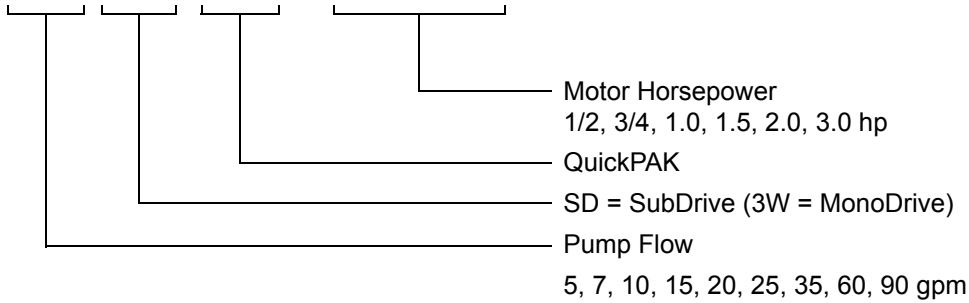 Motor Horsepower
1/2, 3/4, 1.0, 1.5, 2.0, 3.0 hp
QuickPAK
SD = SubDrive (3W = MonoDrive)
Pump Flow
5, 7, 10, 15, 20, 25, 35, 60, 90 gpm